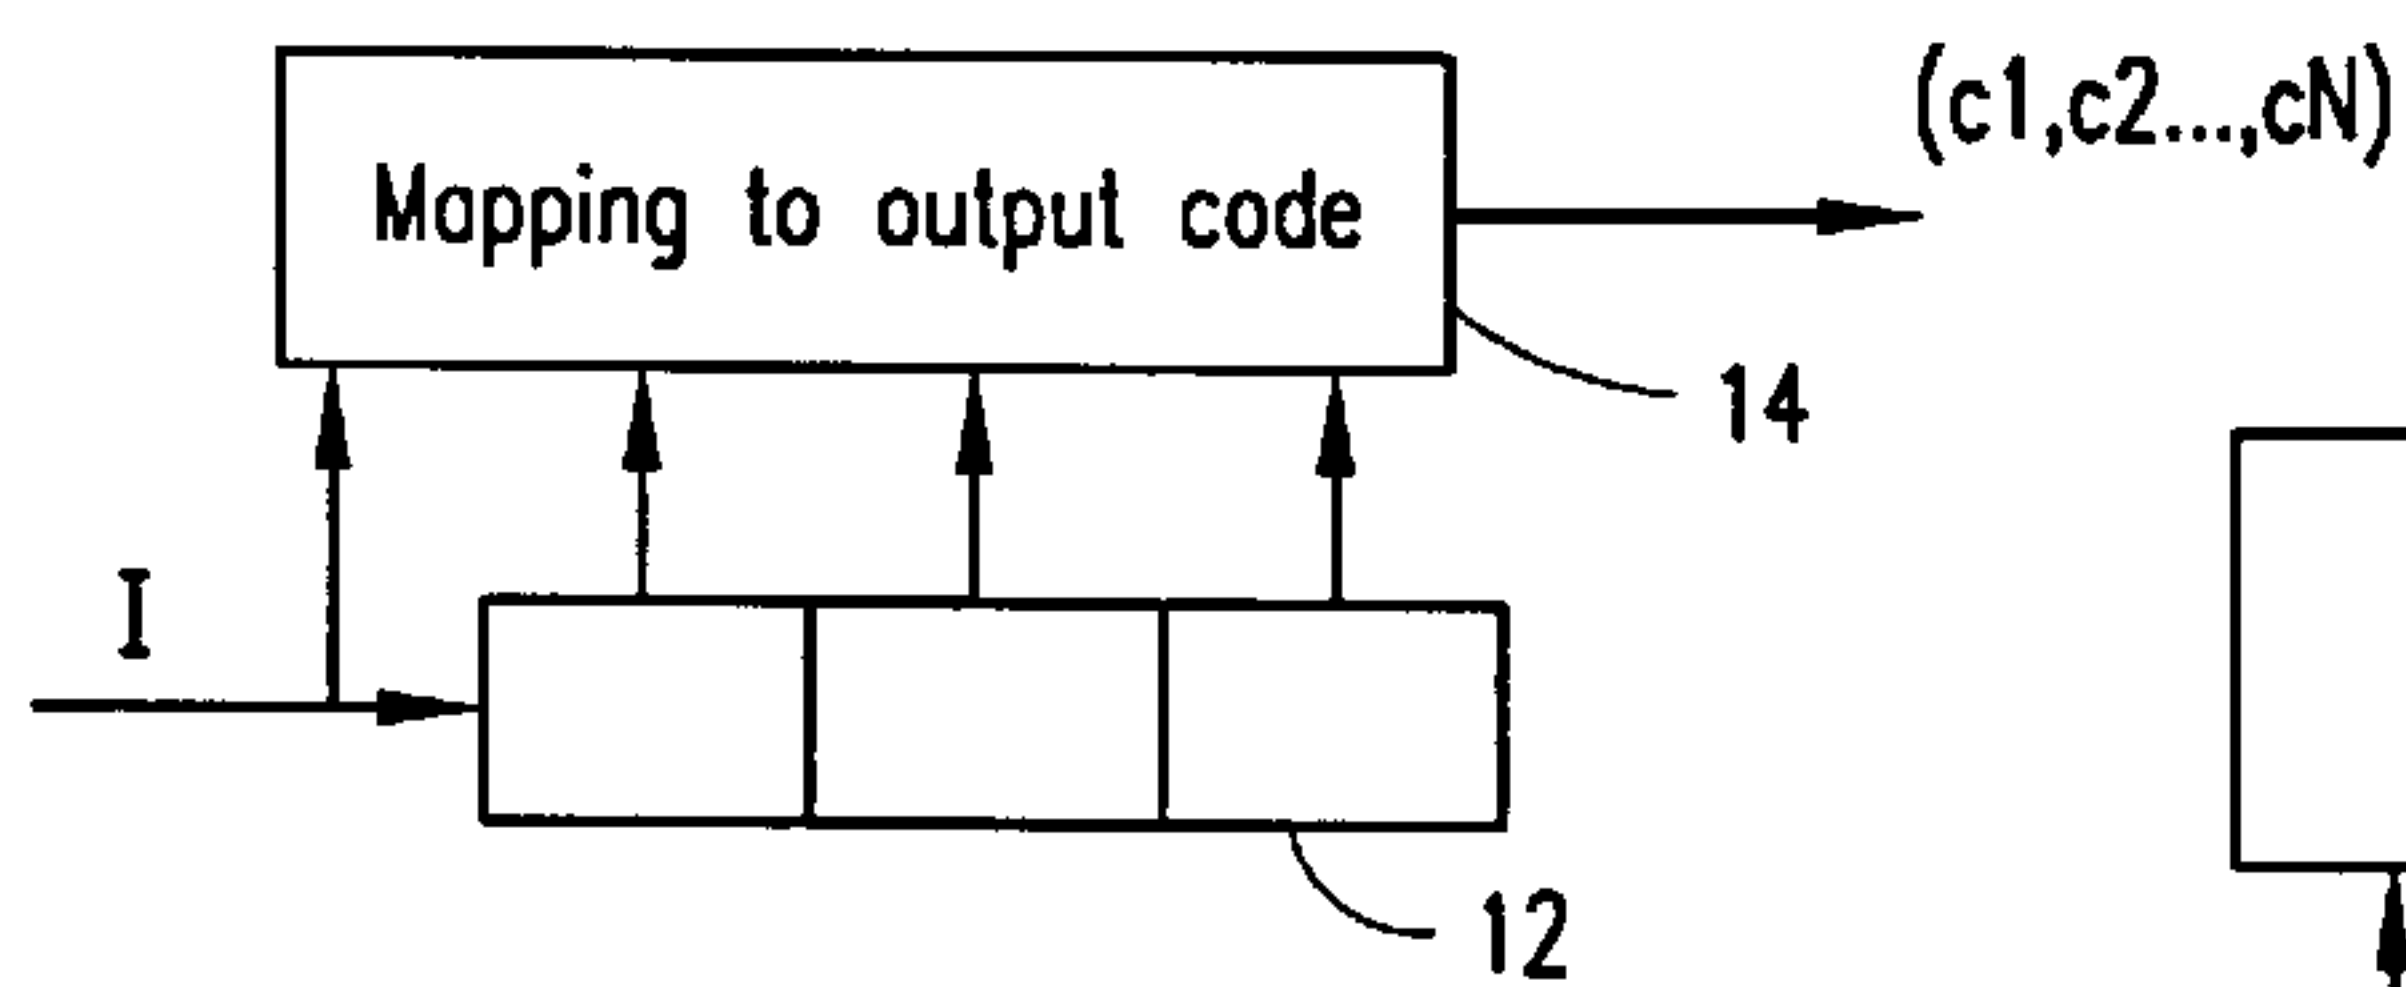 (c1,c2...,cN)
Mapping to output code
14
I
12